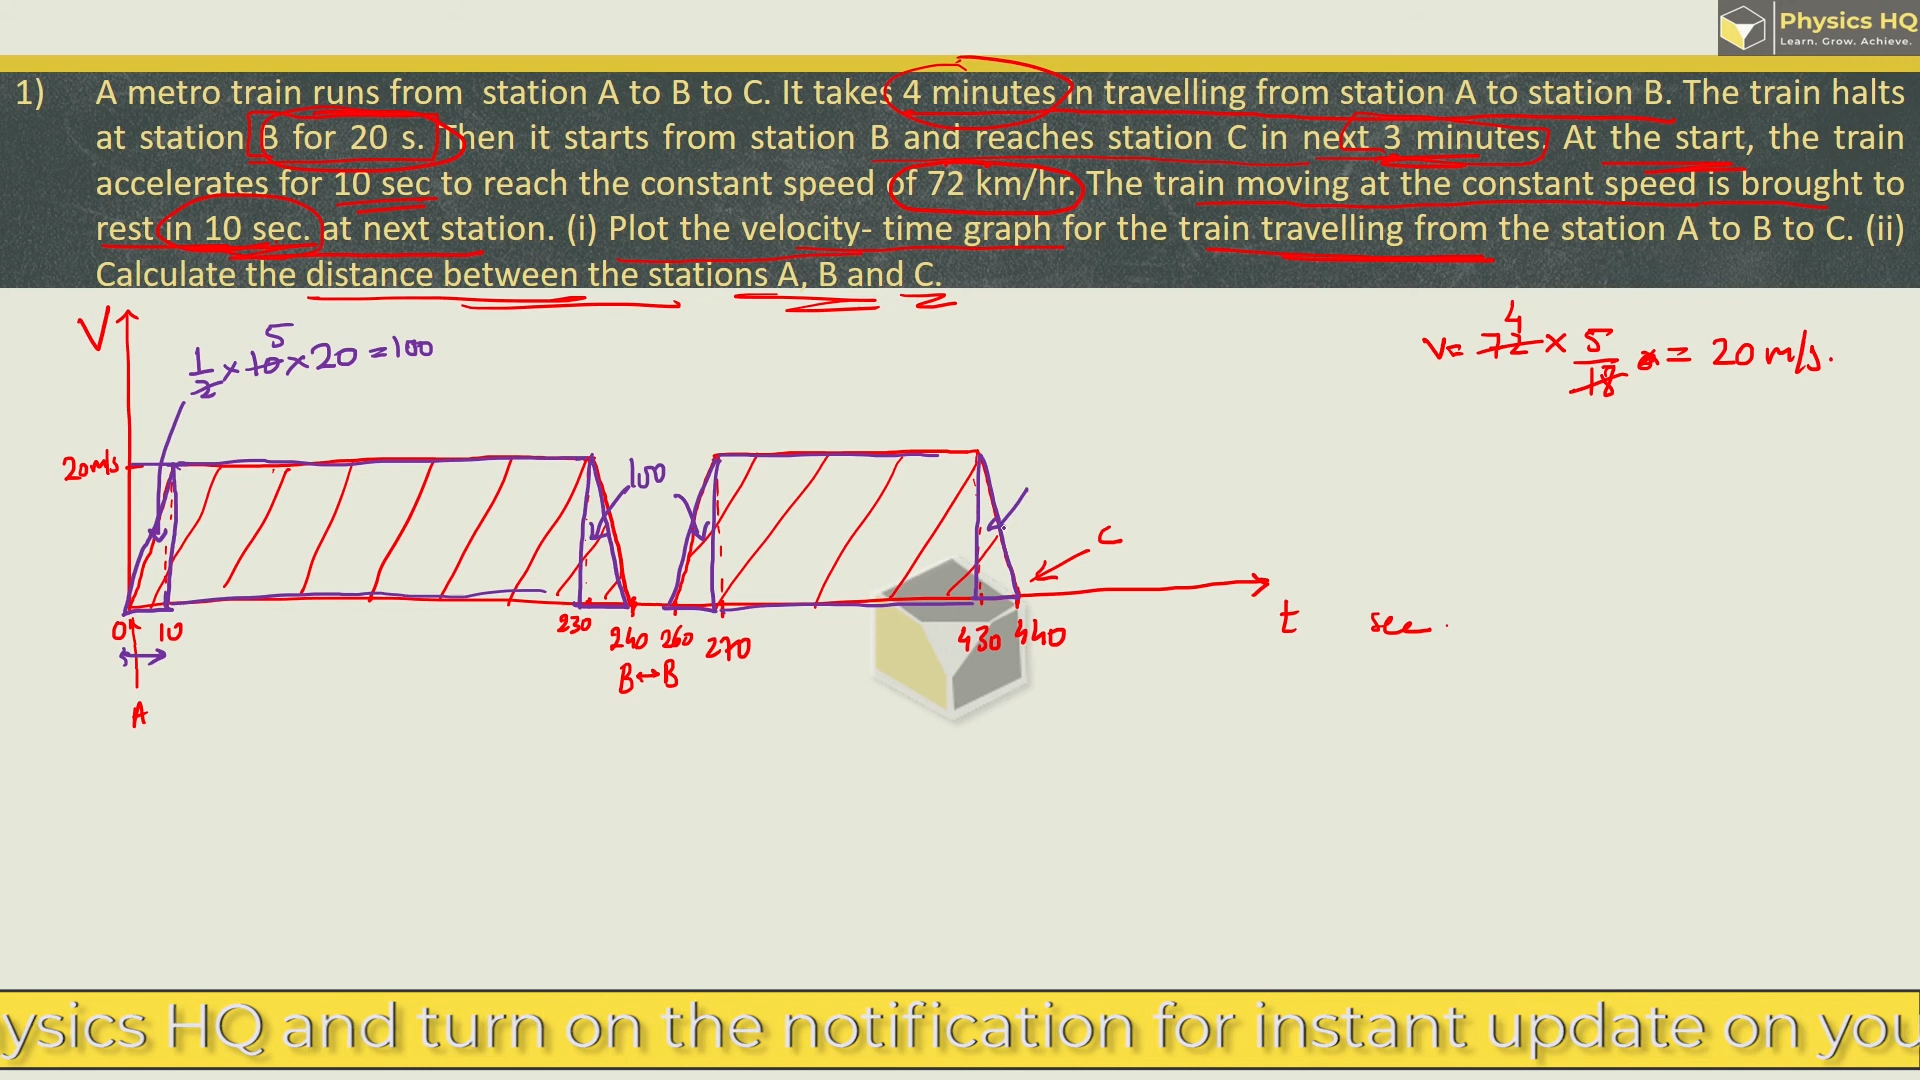 Physics HQ
Learn. Grow. Achieve.
1) A metro train runs from station A to B to C. It takes 4 minutes in travelling from station A to station B. The train halts
at station B for 20 s. Then it starts from station B and reaches station C in next 3 minutes. At the start, the train
accelerates for 10 sec to reach the constant speed of 72 km/hr. The train moving at the constant speed is brought to
rest in 10 sec. at next station. (i) Plot the velocity- time graph for the train travelling from the station A to B to C. (ii)
Calculate the distance between the stations A, B and C.
V
1/2 × 10 × 20 = 100
5
4
V = 72 × 5/18 = 20 m/s.
20 m/s
100
C
0 10 230 240 260 270 430 440 t sec.
B↔B
A
ysics HQ and turn on the notification for instant update on you